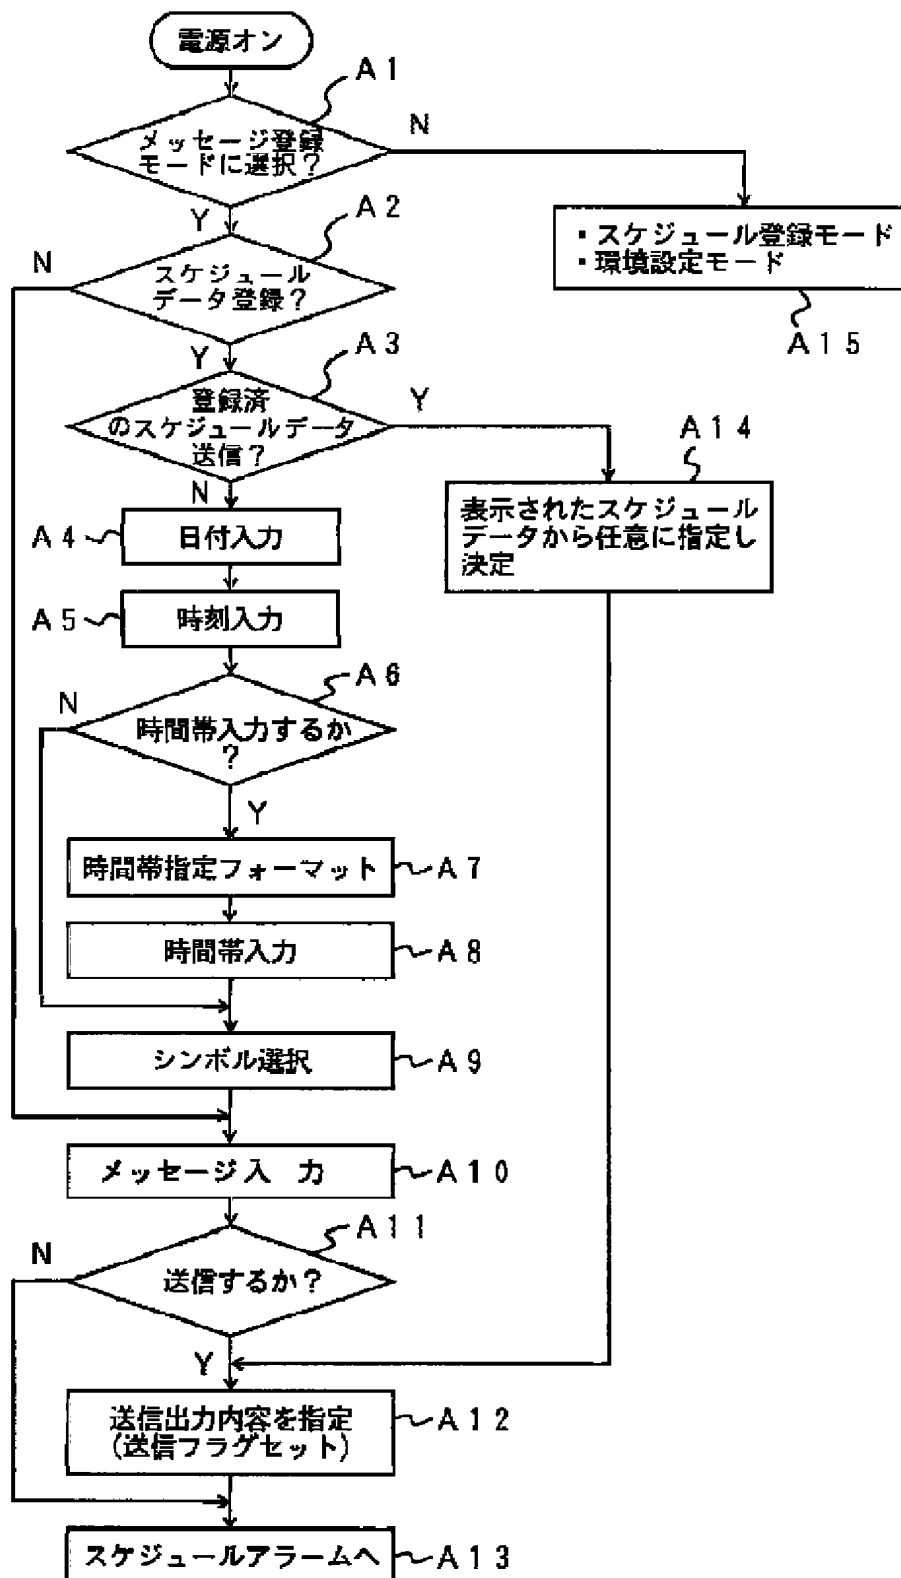 電源オン
A1
メッセージ登録
モードに選択?
N
Y
A2
・スケジュール登録モード
・環境設定モード
A15
N
スケジュール
データ登録?
Y
A3
登録済
のスケジュールデータ
送信?
Y
A14
表示されたスケジュール
データから任意に指定し
決定
N
A4
日付入力
A5
時刻入力
A6
N
時間帯入力するか
?
Y
時間帯指定フォーマット
A7
時間帯入力
A8
シンボル選択
A9
メッセージ入 力
A10
A11
N
送信するか?
Y
送信出力内容を指定
(送信フラグセット)
A12
スケジュールアラームへ
A13